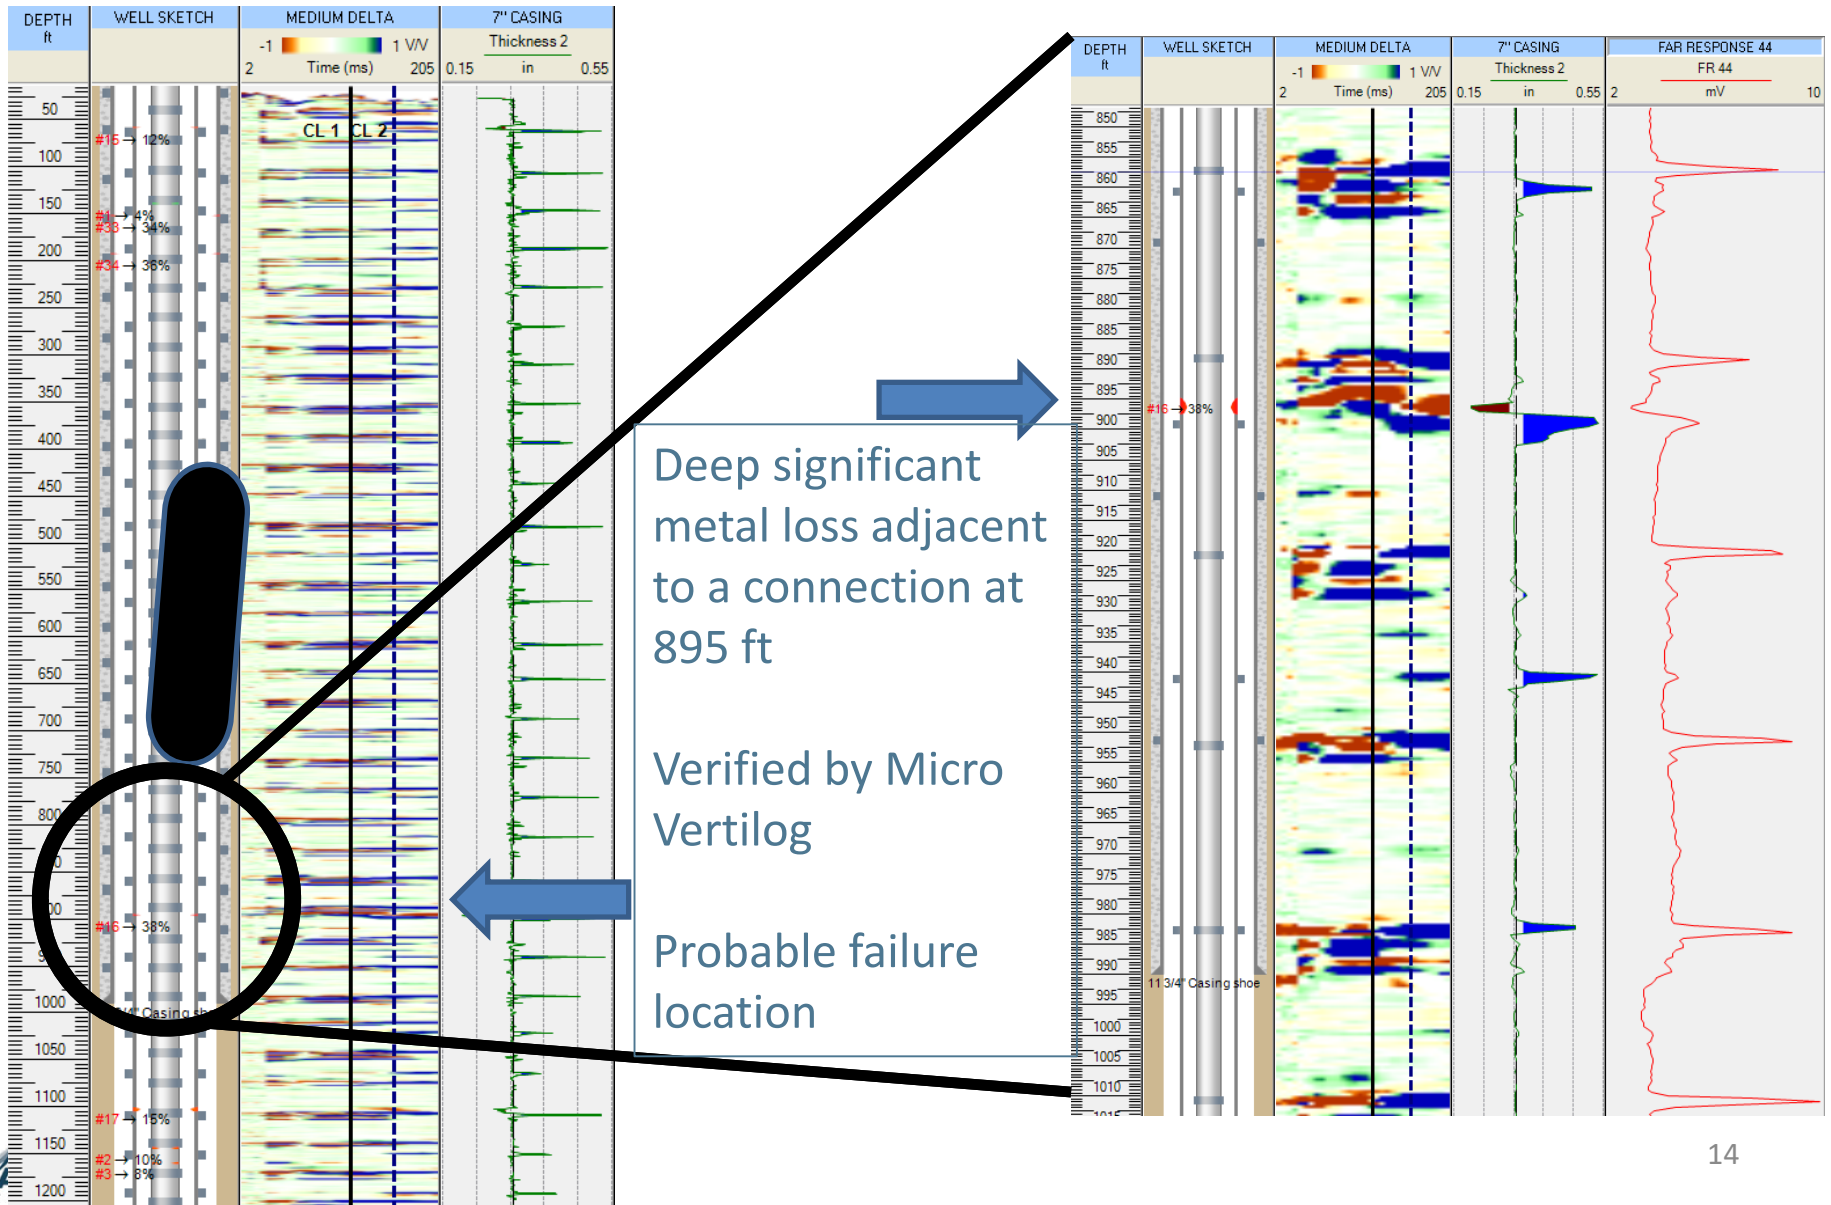 DEPTH
ft
WELL SKETCH
MEDIUM DELTA
-1 1 V/V
2 Time (ms) 205
7" CASING
Thickness 2
0.15 in 0.55
50
100
150
200
250
300
350
400
450
500
550
600
650
700
750
800
1000
1050
1100
1150
1200
#15 → 12%
#1 → 4%
#33 → 34%
#34 → 36%
#16 → 38%
Casing
#17 → 15%
#2 → 10%
#3 → 8%
CL 1 CL 2
Deep significant
metal loss adjacent
to a connection at
895 ft
Verified by Micro
Vertilog
Probable failure
location
DEPTH
ft
WELL SKETCH
MEDIUM DELTA
-1 1 V/V
2 Time (ms) 205
7" CASING
Thickness 2
0.15 in 0.55
FAR RESPONSE 44
FR 44
2 mV 10
850
855
860
865
870
875
880
885
890
895
900
905
910
915
920
925
930
935
940
945
950
955
960
965
970
975
980
985
990
995
1000
1005
1010
1015
#16 → 38%
11 3/4" Casing shoe
14